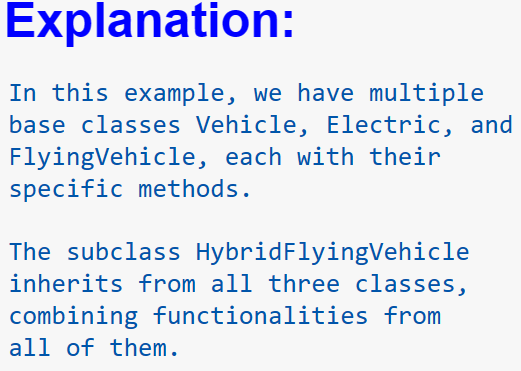 Explanation:
In this example, we have multiple
base classes Vehicle, Electric, and
FlyingVehicle, each with their
specific methods.
The subclass HybridFlyingVehicle
inherits from all three classes,
combining functionalities from
all of them.